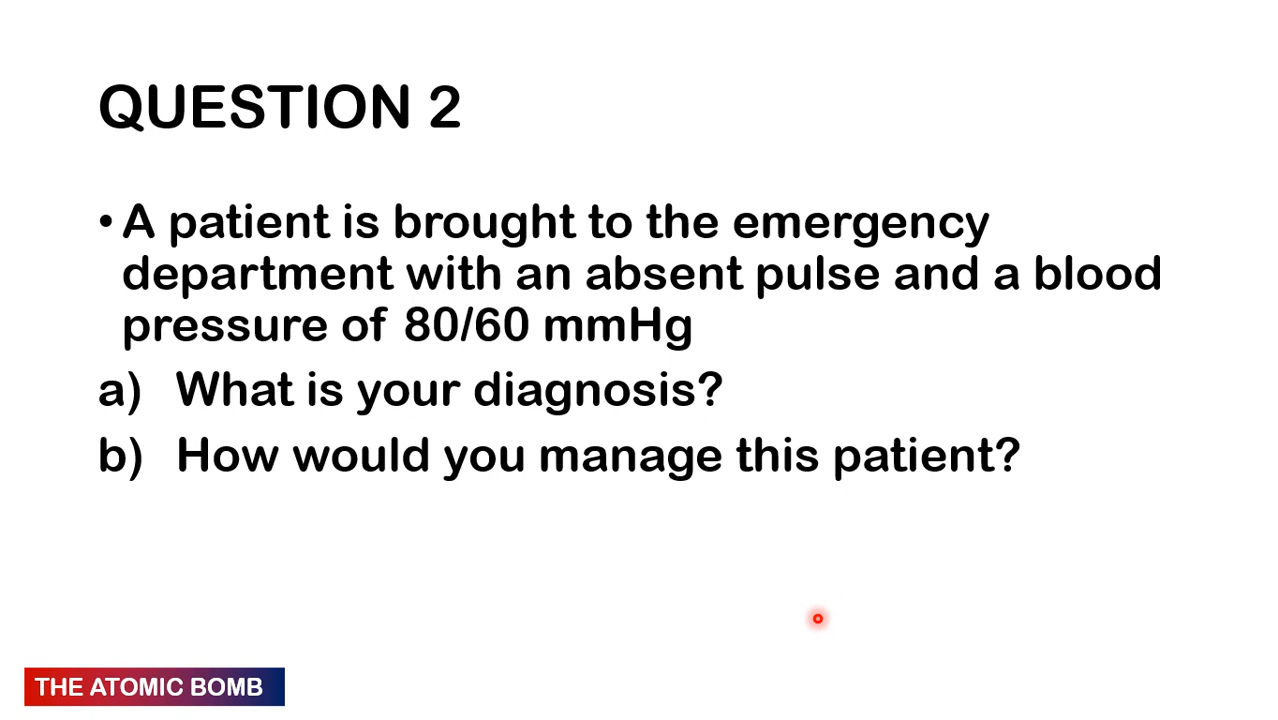 QUESTION 2
• A patient is brought to the emergency
department with an absent pulse and a blood
pressure of 80/60 mmHg
a) What is your diagnosis?
b) How would you manage this patient?
THE ATOMIC BOMB